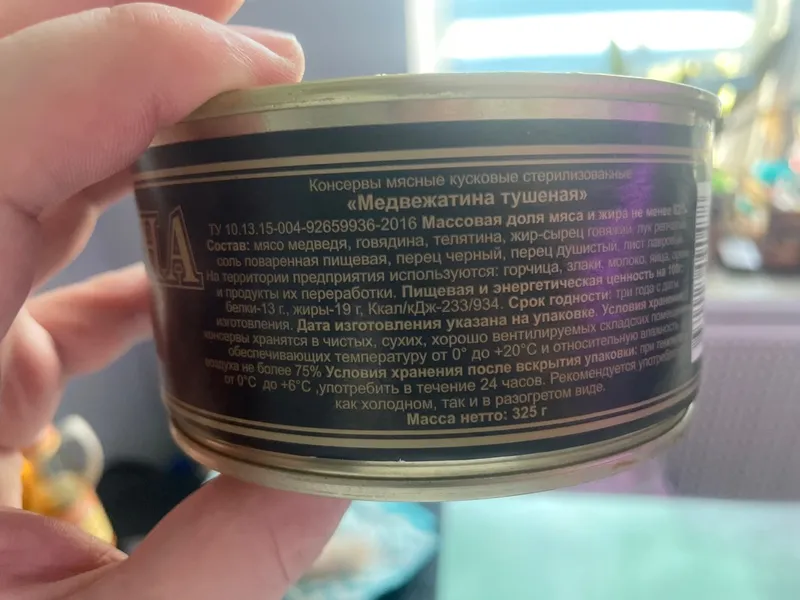 НА
Консервы мясные кусковые стерилизованные
«Медвежатина тушеная»
ТУ 10.13.15-004-92659936-2016 Массовая доля мяса и жира не менее
Состав: мясо медведя, говядина, телятина, жир-сырец говяжий, лук репчатый,
соль поваренная пищевая, перец черный, перец душистый, лист лавровый.
На территории предприятия используются: горчица, злаки, молоко, яйца,
и продукты их переработки. Пищевая и энергетическая ценность на 100г:
белки-13 г., жиры-19 г, Ккал/кДж-233/934. Срок годности: три года с даты
изготовления. Дата изготовления указана на упаковке. Условия хранения:
консервы хранятся в чистых, сухих, хорошо вентилируемых складских
обеспечивающих температуру от 0° до +20°С и относительную влажность
воздуха не более 75% Условия хранения после вскрытия упаковки: при
от 0°С до +6°С ,употребить в течение 24 часов. Рекомендуется
как холодном, так и в разогретом виде.
Масса нетто: 325 г